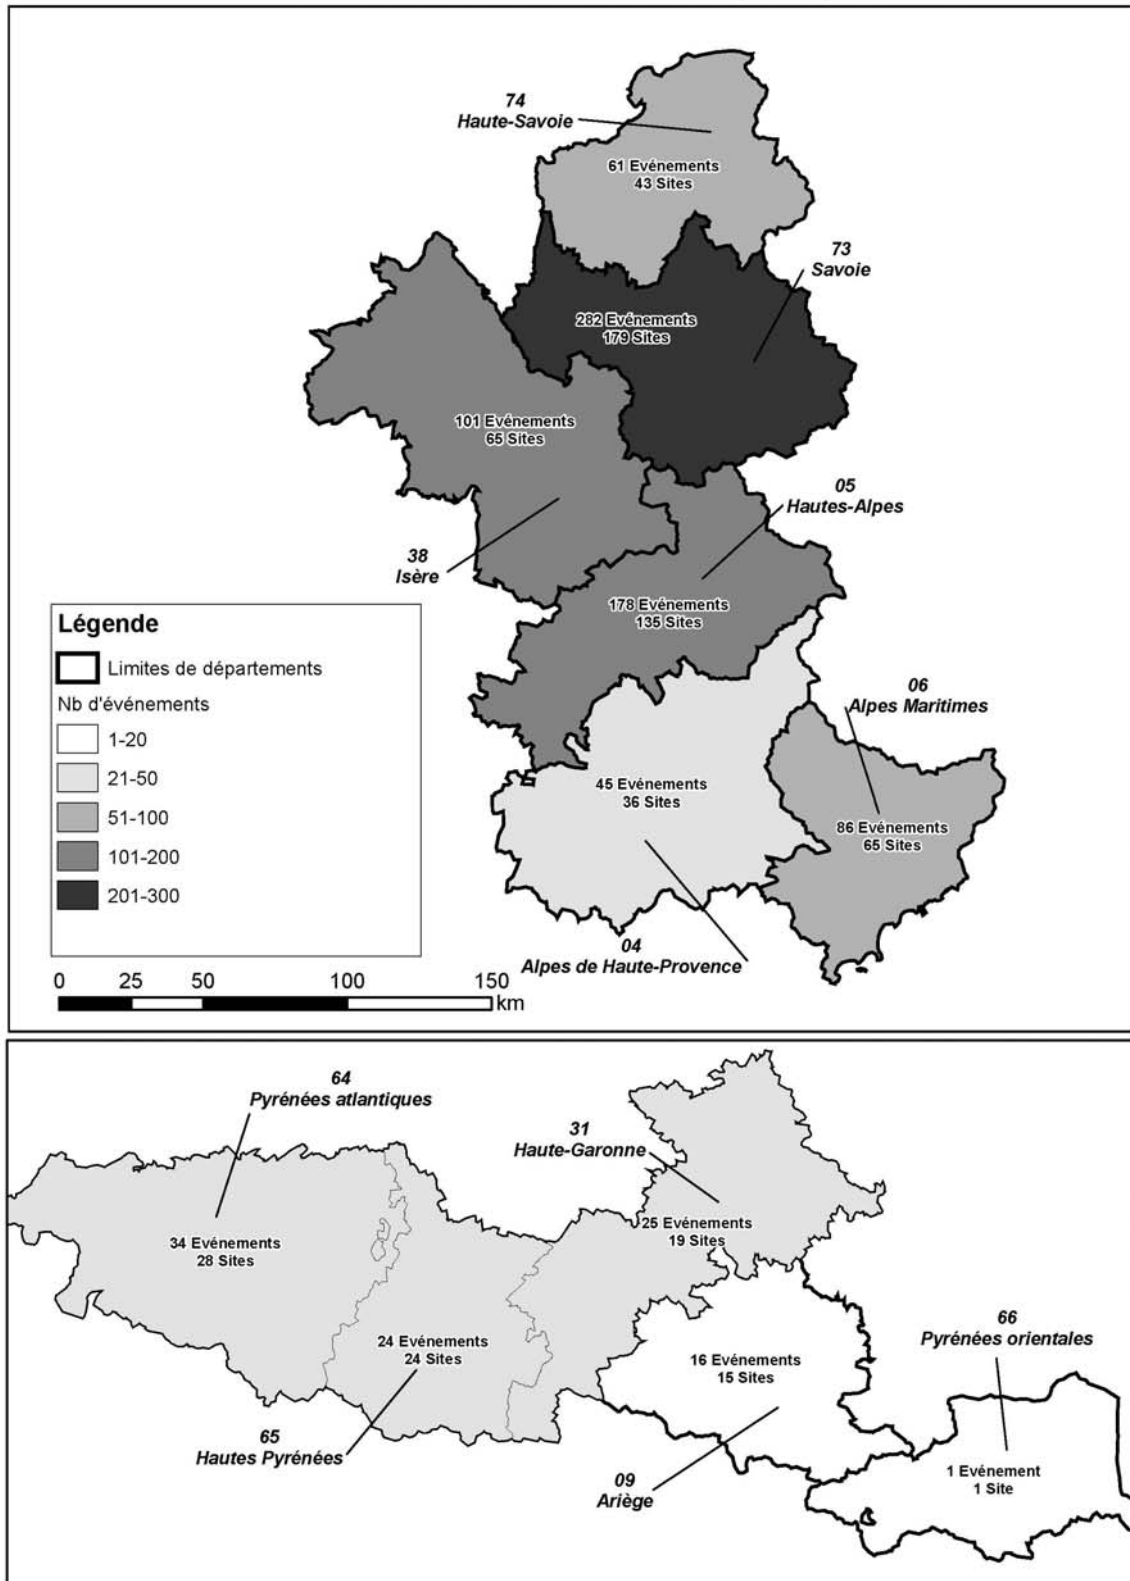 74
Haute-Savoie
61 Evénements
43 Sites
73
Savoie
282 Evénements
179 Sites
101 Evénements
65 Sites
05
Hautes-Alpes
38
Isère
178 Evénements
135 Sites
Légende
Limites de départements
Nb d'événements
1-20
21-50
51-100
101-200
201-300
06
Alpes Maritimes
45 Evénements
36 Sites
86 Evénements
65 Sites
04
Alpes de Haute-Provence
0 25 50 100 150
km
64
Pyrénées atlantiques
31
Haute-Garonne
34 Evénements
28 Sites
25 Evénements
19 Sites
24 Evénements
24 Sites
16 Evénements
15 Sites
66
Pyrénées orientales
65
Hautes Pyrénées
09
Ariège
1 Evénement
1 Site